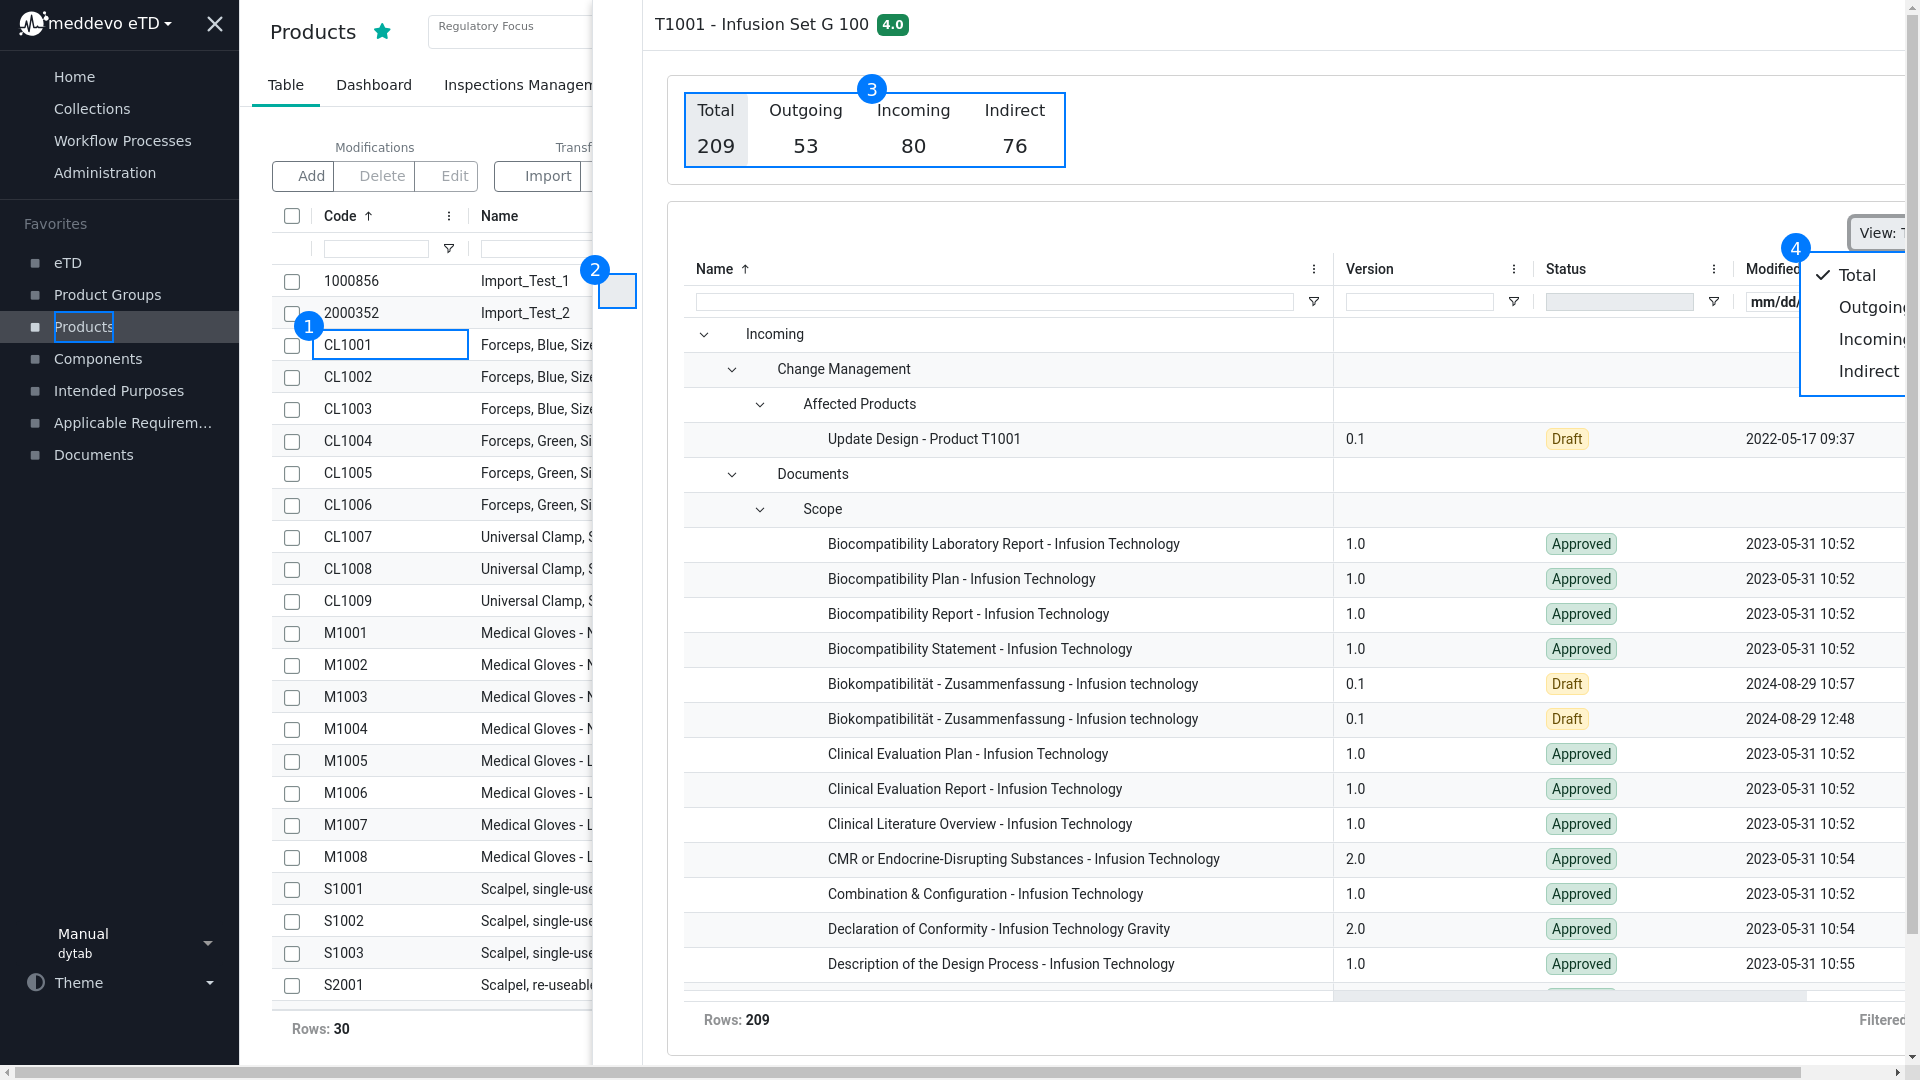 meddevo eTD
Home
Collections
Workflow Processes
Administration
Favorites
eTD
Product Groups
Products
Components
Intended Purposes
Applicable Requirem...
Documents
Manual
dytab
Theme
Products
Regulatory Focus
Table Dashboard Inspections Managem
Modifications Transf
Add Delete Edit Import
Code Name
1000856 Import_Test_1
2000352 Import_Test_2
1
CL1001 Forceps, Blue, Size
CL1002 Forceps, Blue, Size
CL1003 Forceps, Blue, Size
CL1004 Forceps, Green, Si
CL1005 Forceps, Green, Si
CL1006 Forceps, Green, Si
CL1007 Universal Clamp, S
CL1008 Universal Clamp, S
CL1009 Universal Clamp, S
M1001 Medical Gloves - N
M1002 Medical Gloves - N
M1003 Medical Gloves - N
M1004 Medical Gloves - N
M1005 Medical Gloves - L
M1006 Medical Gloves - L
M1007 Medical Gloves - L
M1008 Medical Gloves - L
S1001 Scalpel, single-use
S1002 Scalpel, single-use
S1003 Scalpel, single-use
S2001 Scalpel, re-useable
Rows: 30
2
T1001 - Infusion Set G 100 4.0
3
Total Outgoing Incoming Indirect
209 53 80 76
View: T
4
Total
Outgoing
Incoming
Indirect
Name Version Status Modified
mm/dd/
Incoming
Change Management
Affected Products
Update Design - Product T1001 0.1 Draft 2022-05-17 09:37
Documents
Scope
Biocompatibility Laboratory Report - Infusion Technology 1.0 Approved 2023-05-31 10:52
Biocompatibility Plan - Infusion Technology 1.0 Approved 2023-05-31 10:52
Biocompatibility Report - Infusion Technology 1.0 Approved 2023-05-31 10:52
Biocompatibility Statement - Infusion Technology 1.0 Approved 2023-05-31 10:52
Biokompatibilität - Zusammenfassung - Infusion technology 0.1 Draft 2024-08-29 10:57
Biokompatibilität - Zusammenfassung - Infusion technology 0.1 Draft 2024-08-29 12:48
Clinical Evaluation Plan - Infusion Technology 1.0 Approved 2023-05-31 10:52
Clinical Evaluation Report - Infusion Technology 1.0 Approved 2023-05-31 10:52
Clinical Literature Overview - Infusion Technology 1.0 Approved 2023-05-31 10:52
CMR or Endocrine-Disrupting Substances - Infusion Technology 2.0 Approved 2023-05-31 10:54
Combination & Configuration - Infusion Technology 1.0 Approved 2023-05-31 10:52
Declaration of Conformity - Infusion Technology Gravity 2.0 Approved 2023-05-31 10:54
Description of the Design Process - Infusion Technology 1.0 Approved 2023-05-31 10:55
Rows: 209 Filtered